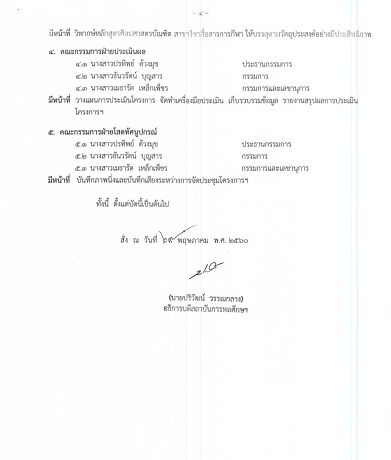 - ๔ -
มีหน้าที่ วิพากษ์หลักสูตรศิลปศาสตรบัณฑิต สาขาวิชาสื่อสารการกีฬา ให้บรรลุตามวัตถุประสงค์อย่างมีประสิทธิภาพ
๔. คณะกรรมการฝ่ายประเมินผล
๔.๑ นางสาวปรทิพย์ ด้วงมุข ประธานกรรมการ
๔.๒ นางสาวธันวรัตน์ บุญสาร กรรมการ
๔.๓ นางสาวเมธารัด เหล็กเพ็ชร กรรมการและเลขานุการ
มีหน้าที่ วางแผนการประเมินโครงการ จัดทำเครื่องมือประเมิน เก็บรวบรวมข้อมูล รายงานสรุปผลการประเมิน
โครงการฯ
๕. คณะกรรมการฝ่ายโสตทัศนูปกรณ์
๕.๑ นางสาวปรทิพย์ ด้วงมุข ประธานกรรมการ
๕.๒ นางสาวธันวรัตน์ บุญสาร กรรมการ
๕.๓ นางสาวเมธารัด เหล็กเพ็ชร กรรมการและเลขานุการ
มีหน้าที่ บันทึกภาพนิ่งและบันทึกเสียงระหว่างการจัดประชุมโครงการฯ
ทั้งนี้ ตั้งแต่บัดนี้เป็นต้นไป
สั่ง ณ วันที่ พฤษภาคม พ.ศ. ๒๕๖๐
(นายปริวัฒน์ วรรณกลาง)
อธิการบดีสถาบันการพลศึกษา